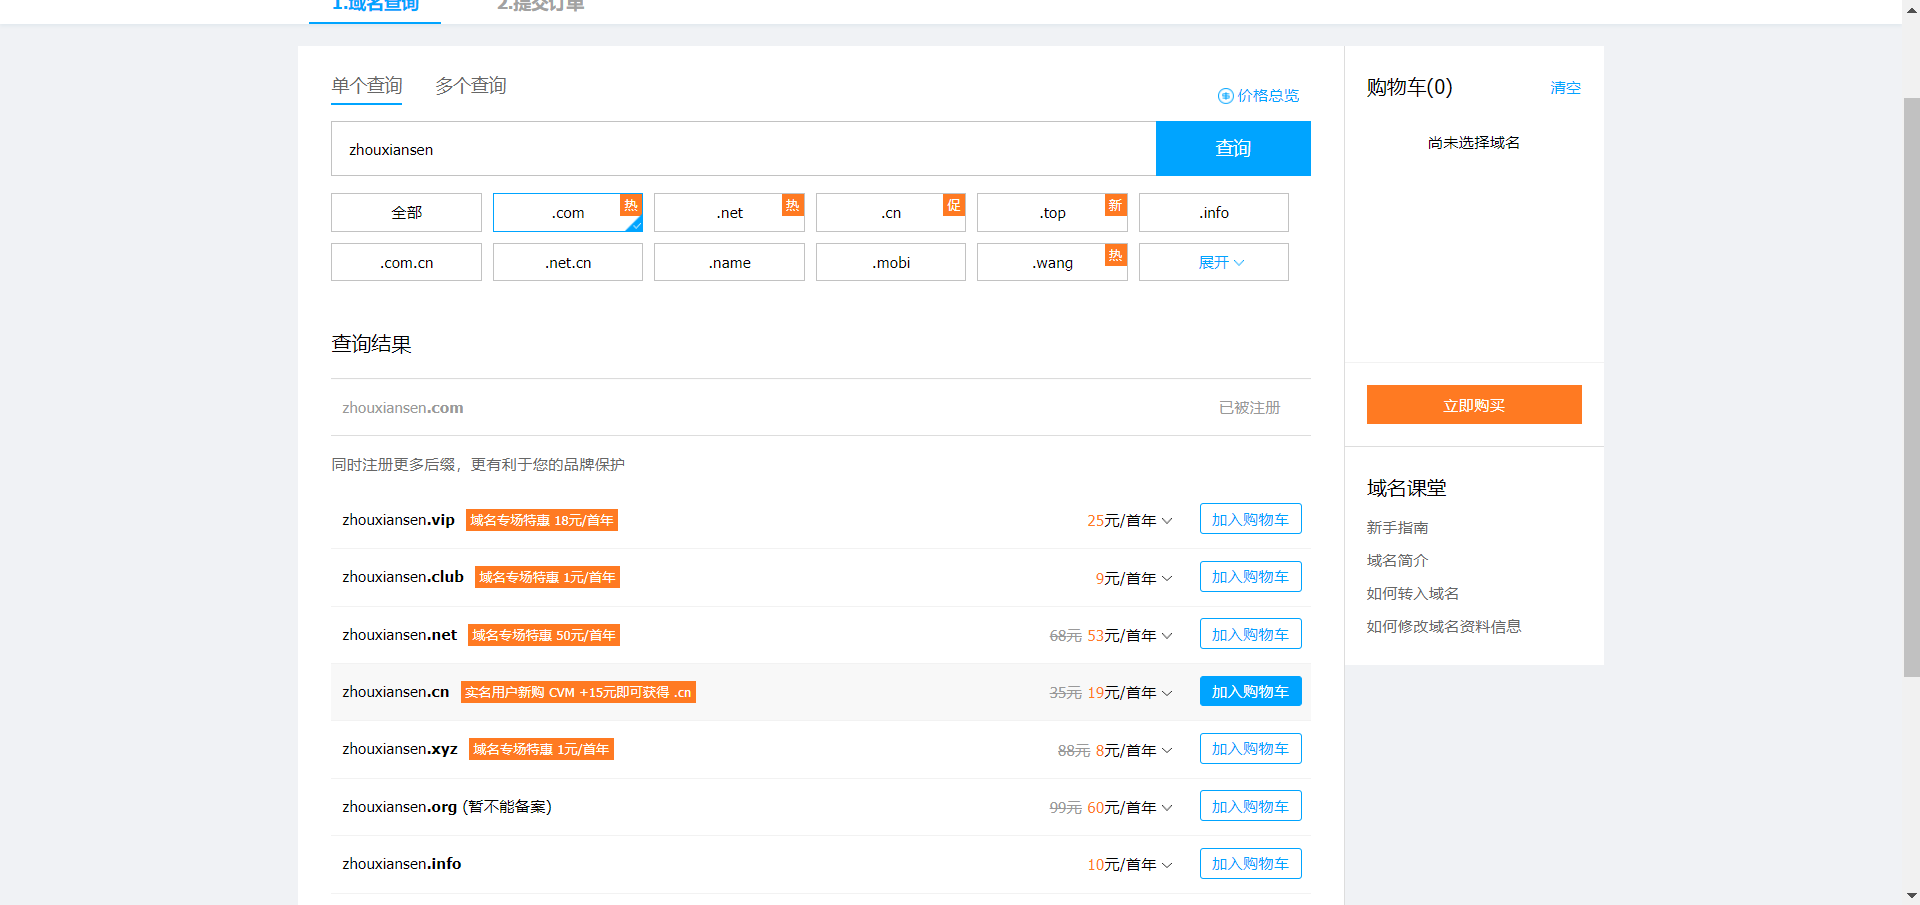 1.域名查询 2.提交订单
单个查询 多个查询
价格总览
zhouxiansen 查询
全部 .com 热 .net 热 .cn 促 .top 新 .info
.com.cn .net.cn .name .mobi .wang 热 展开
查询结果
zhouxiansen.com 已被注册
同时注册更多后缀，更有利于您的品牌保护
zhouxiansen.vip 域名专场特惠 18元/首年 25元/首年 加入购物车
zhouxiansen.club 域名专场特惠 1元/首年 9元/首年 加入购物车
zhouxiansen.net 域名专场特惠 50元/首年 68元 53元/首年 加入购物车
zhouxiansen.cn 实名用户新购 CVM +15元即可获得 .cn 35元 19元/首年 加入购物车
zhouxiansen.xyz 域名专场特惠 1元/首年 88元 8元/首年 加入购物车
zhouxiansen.org (暂不能备案) 99元 60元/首年 加入购物车
zhouxiansen.info 10元/首年 加入购物车
购物车(0) 清空
尚未选择域名
立即购买
域名课堂
新手指南
域名简介
如何转入域名
如何修改域名资料信息